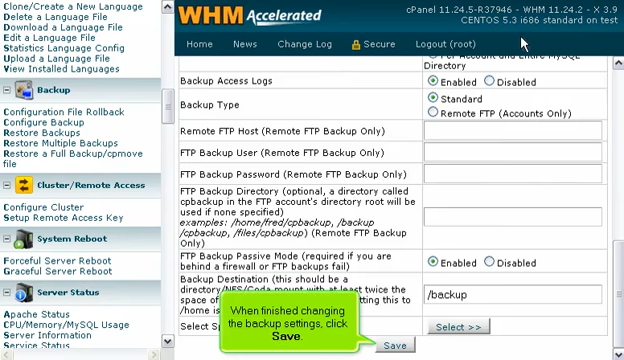 Clone/Create a New Language
Delete a Language File
Download a Language File
Edit a Language File
Statistics Language Config
Upload a Language File
View Installed Languages
Backup
Configuration File Rollback
Configure Backup
Restore Backups
Restore Multiple Backups
Restore a Full Backup/cpmove
file
Cluster/Remote Access
Configure Cluster
Setup Remote Access Key
System Reboot
Forceful Server Reboot
Graceful Server Reboot
Server Status
Apache Status
CPU/Memory/MySQL Usage
Server Information
Service Status
WHM Accelerated
cPanel 11.24.5-R37946 - WHM 11.24.2 - X 3.9
CENTOS 5.3 i686 standard on test
Home News Change Log Secure Logout (root)
Per Account and Entire MySQL
Directory
Backup Access Logs Enabled Disabled
Backup Type Standard
Remote FTP (Accounts Only)
Remote FTP Host (Remote FTP Backup Only)
FTP Backup User (Remote FTP Backup Only)
FTP Backup Password (Remote FTP Backup Only)
FTP Backup Directory (optional, a directory called
cpbackup in the FTP account's directory root will be
used if none specified)
examples: /home/fred/cpbackup, /backup
/cpbackup, /files/cpbackup) (Remote FTP Backup
Only)
FTP Backup Passive Mode (required if you are
behind a firewall or FTP backups fail) Enabled Disabled
Backup Destination (this should be a
directory/NFS/Coda mount with at least twice the
space of tting this to
/home is /backup
Select S Select >>
When finished changing
the backup settings, click
Save.
Save